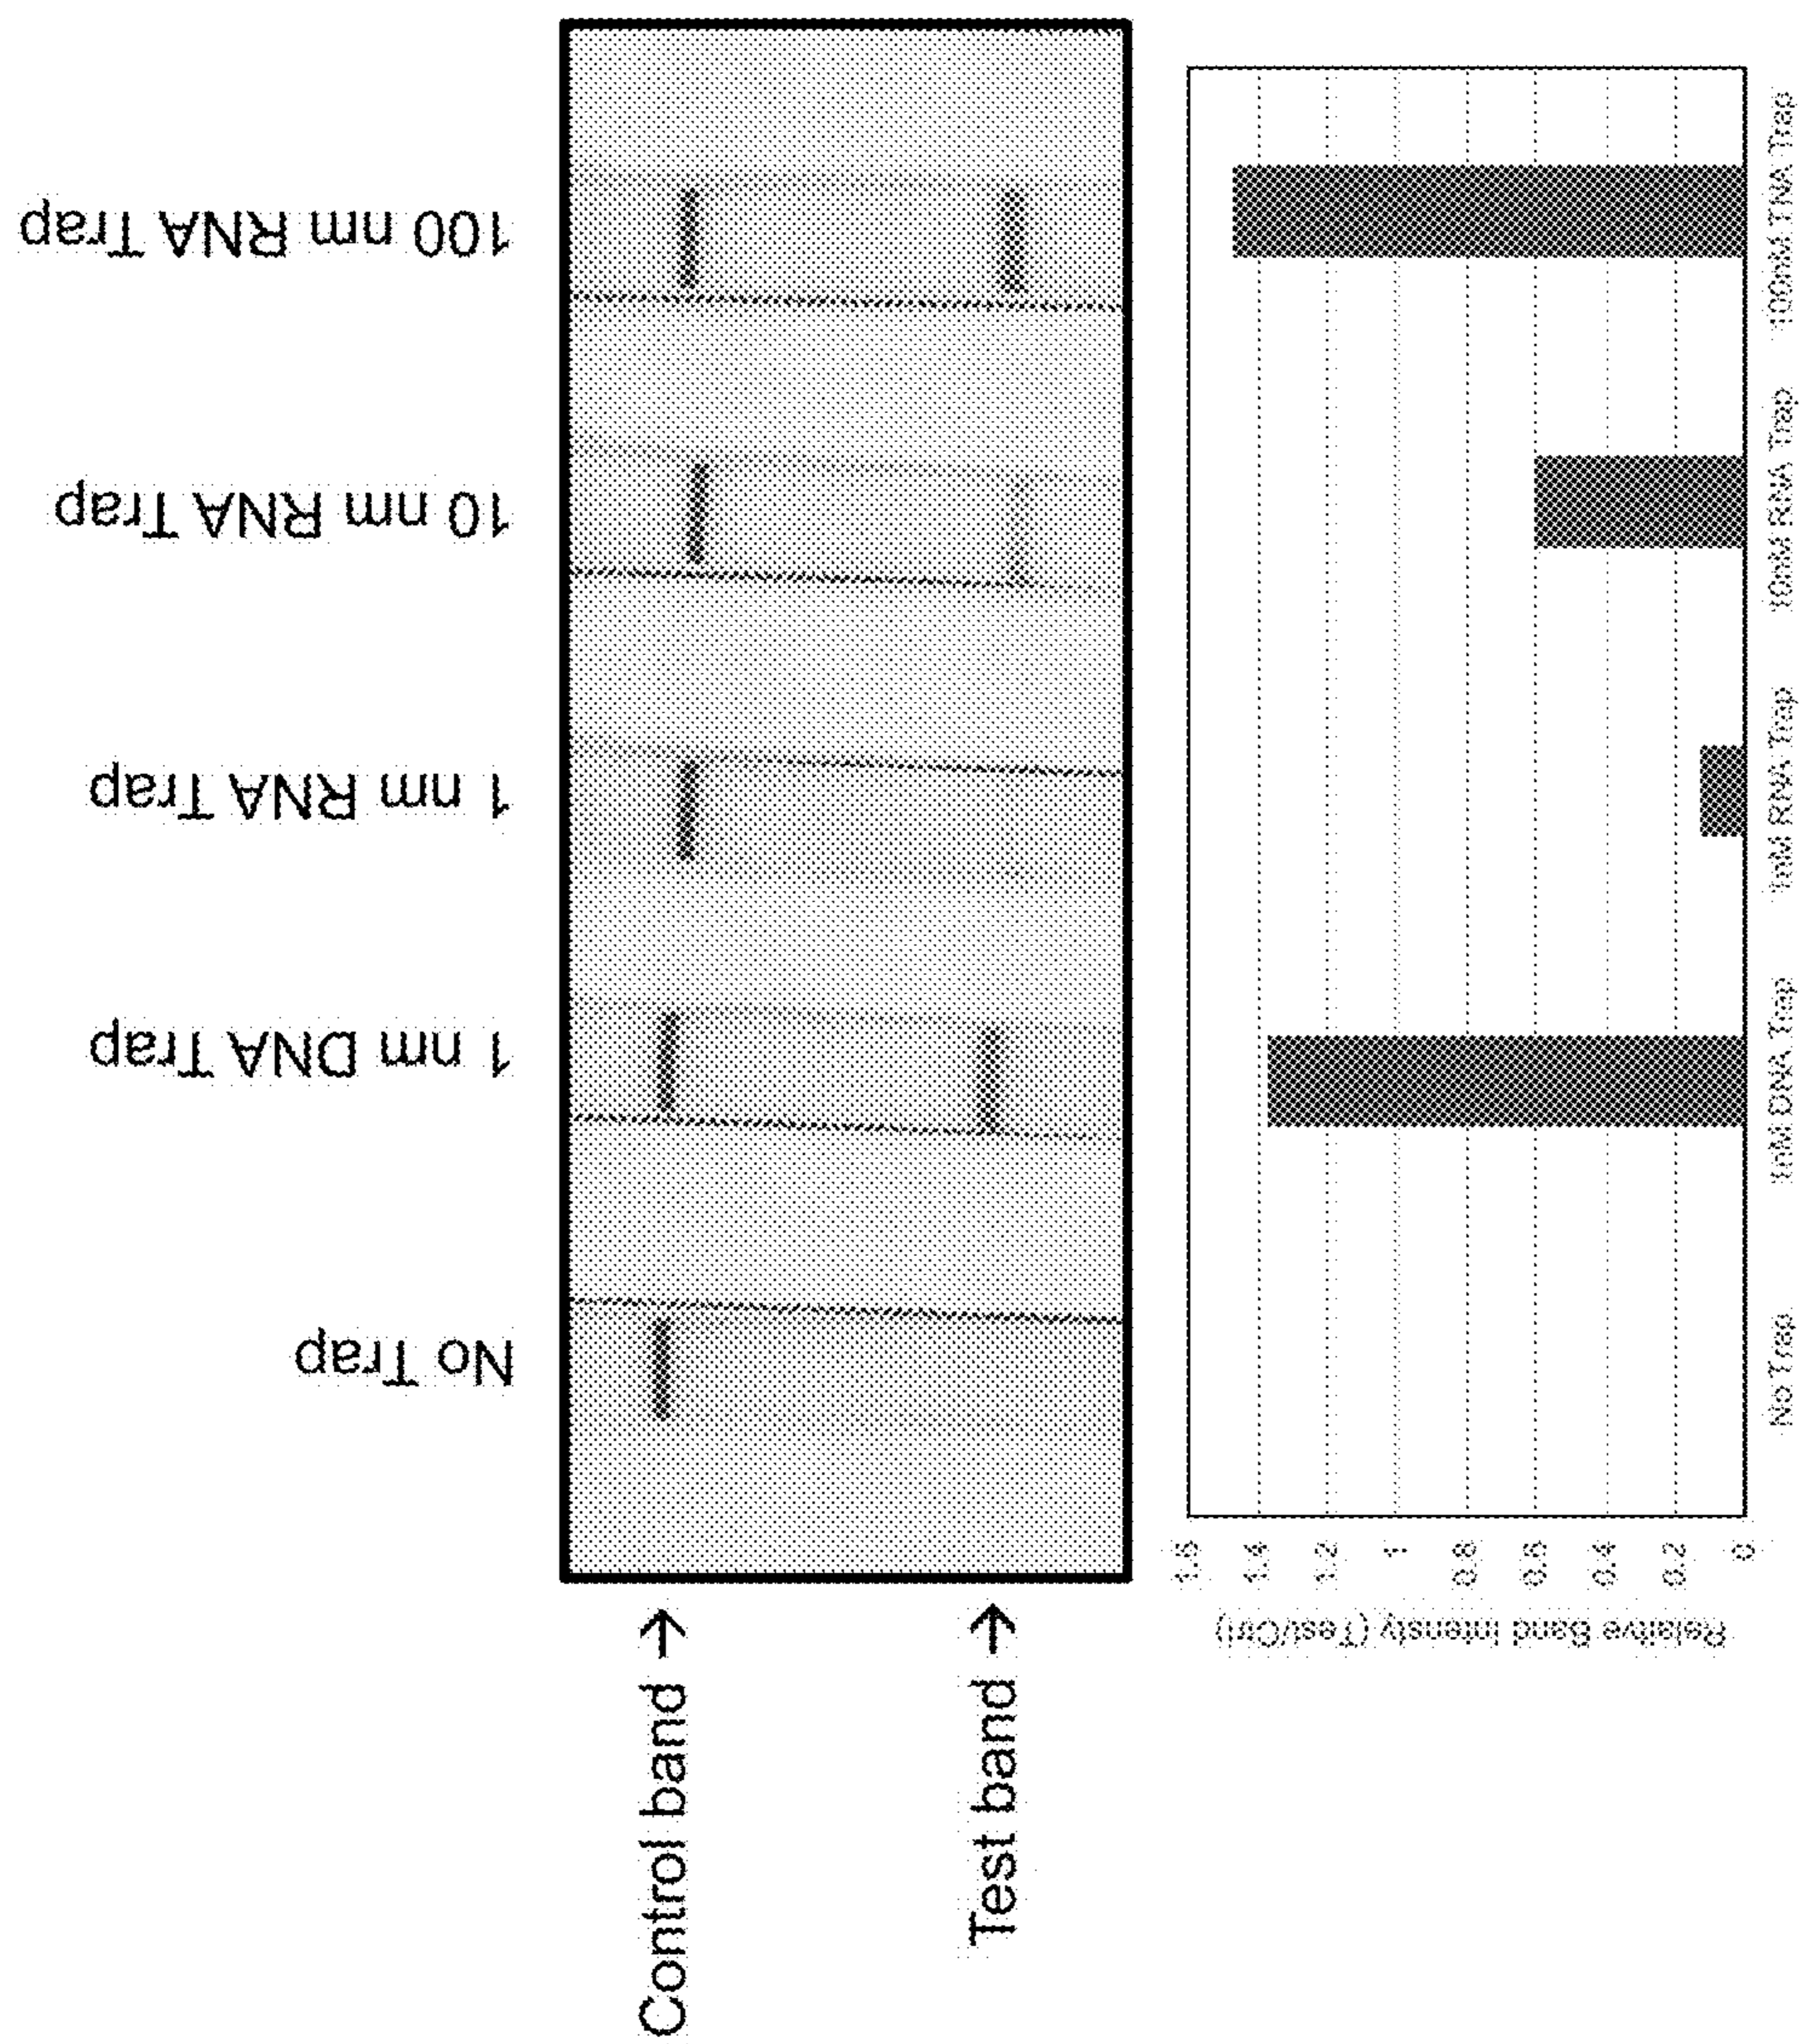 No Trap
1 nm DNA Trap
1 nm RNA Trap
10 nm RNA Trap
100 nm RNA Trap
Control band →
Test band →
Relative Band Intensity (Test/Ctrl)
1.6
1.4
1.2
1
0.8
0.6
0.4
0.2
0
No Trap
1nM DNA Trap
1nM RNA Trap
10nM RNA Trap
100nM TNA Trap